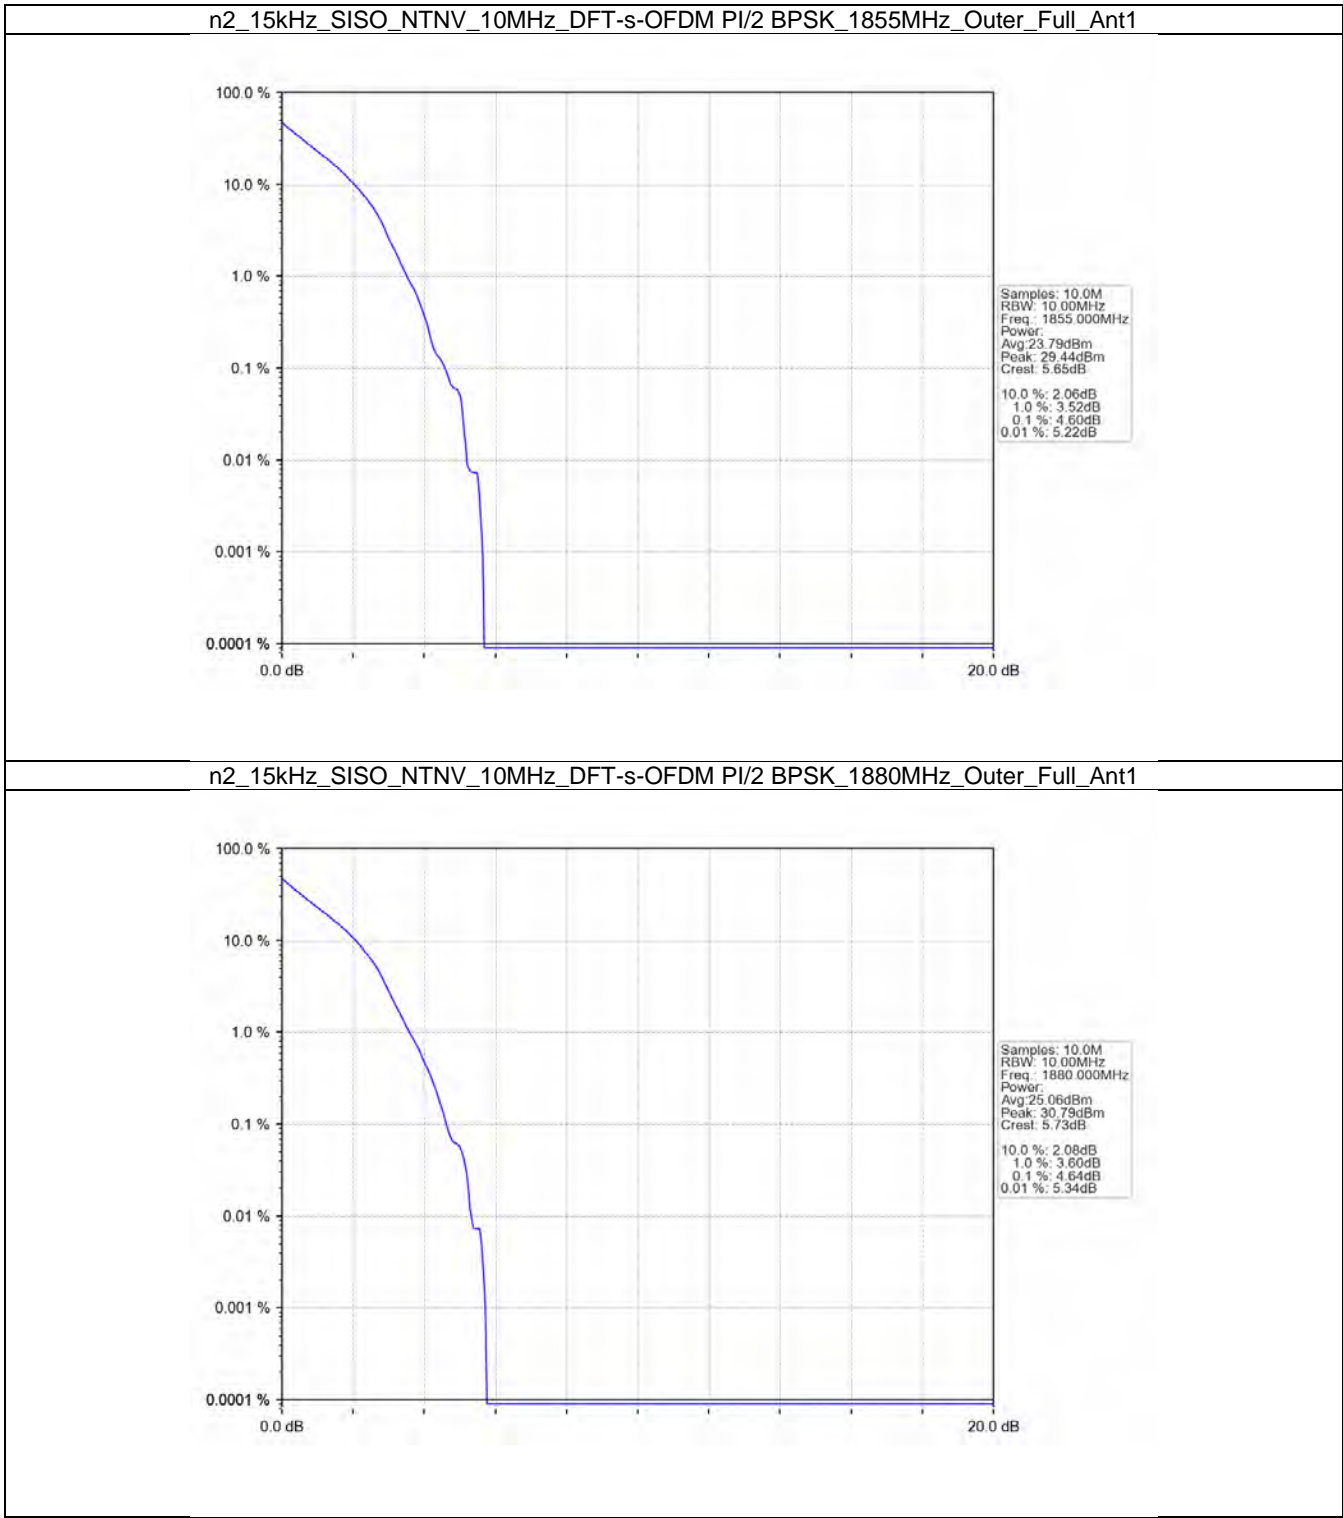 n2_15kHz_SISO_NTNV_10MHz_DFT-s-OFDM PI/2 BPSK_1855MHz_Outer_Full_Ant1
100.0 %
10.0 %
1.0 %
0.1 %
0.01 %
0.001 %
0.0001 %
0.0 dB
20.0 dB
Samples: 10.0M
RBW: 10.00MHz
Freq.: 1855.000MHz
Power:
Avg:23.79dBm
Peak: 29.44dBm
Crest: 5.65dB
10.0 %: 2.06dB
1.0 %: 3.52dB
0.1 %: 4.60dB
0.01 %: 5.22dB
n2_15kHz_SISO_NTNV_10MHz_DFT-s-OFDM PI/2 BPSK_1880MHz_Outer_Full_Ant1
100.0 %
10.0 %
1.0 %
0.1 %
0.01 %
0.001 %
0.0001 %
0.0 dB
20.0 dB
Samples: 10.0M
RBW: 10.00MHz
Freq.: 1880.000MHz
Power:
Avg:25.06dBm
Peak: 30.79dBm
Crest: 5.73dB
10.0 %: 2.08dB
1.0 %: 3.60dB
0.1 %: 4.64dB
0.01 %: 5.34dB